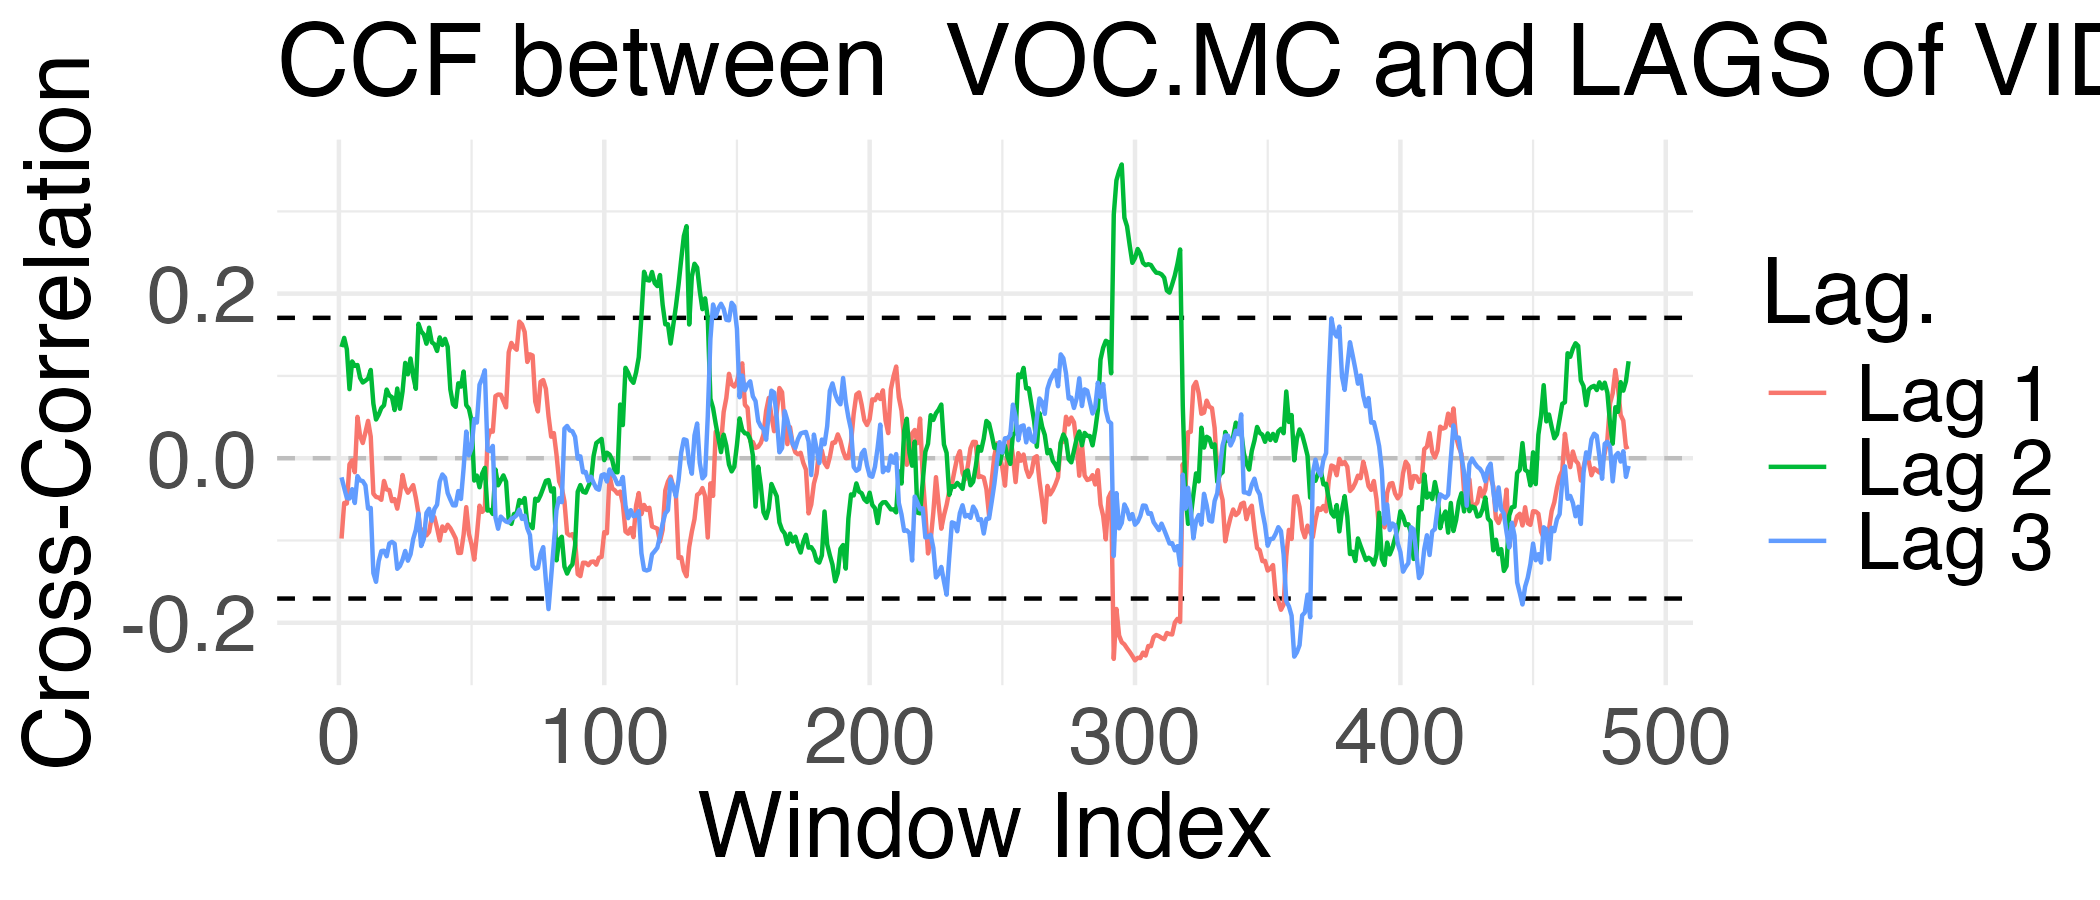 CCF between VOC.MC and LAGS of VID
Cross-Correlation
0.2
0.0
-0.2
0
100
200
300
400
500
Window Index
Lag.
Lag 1
Lag 2
Lag 3